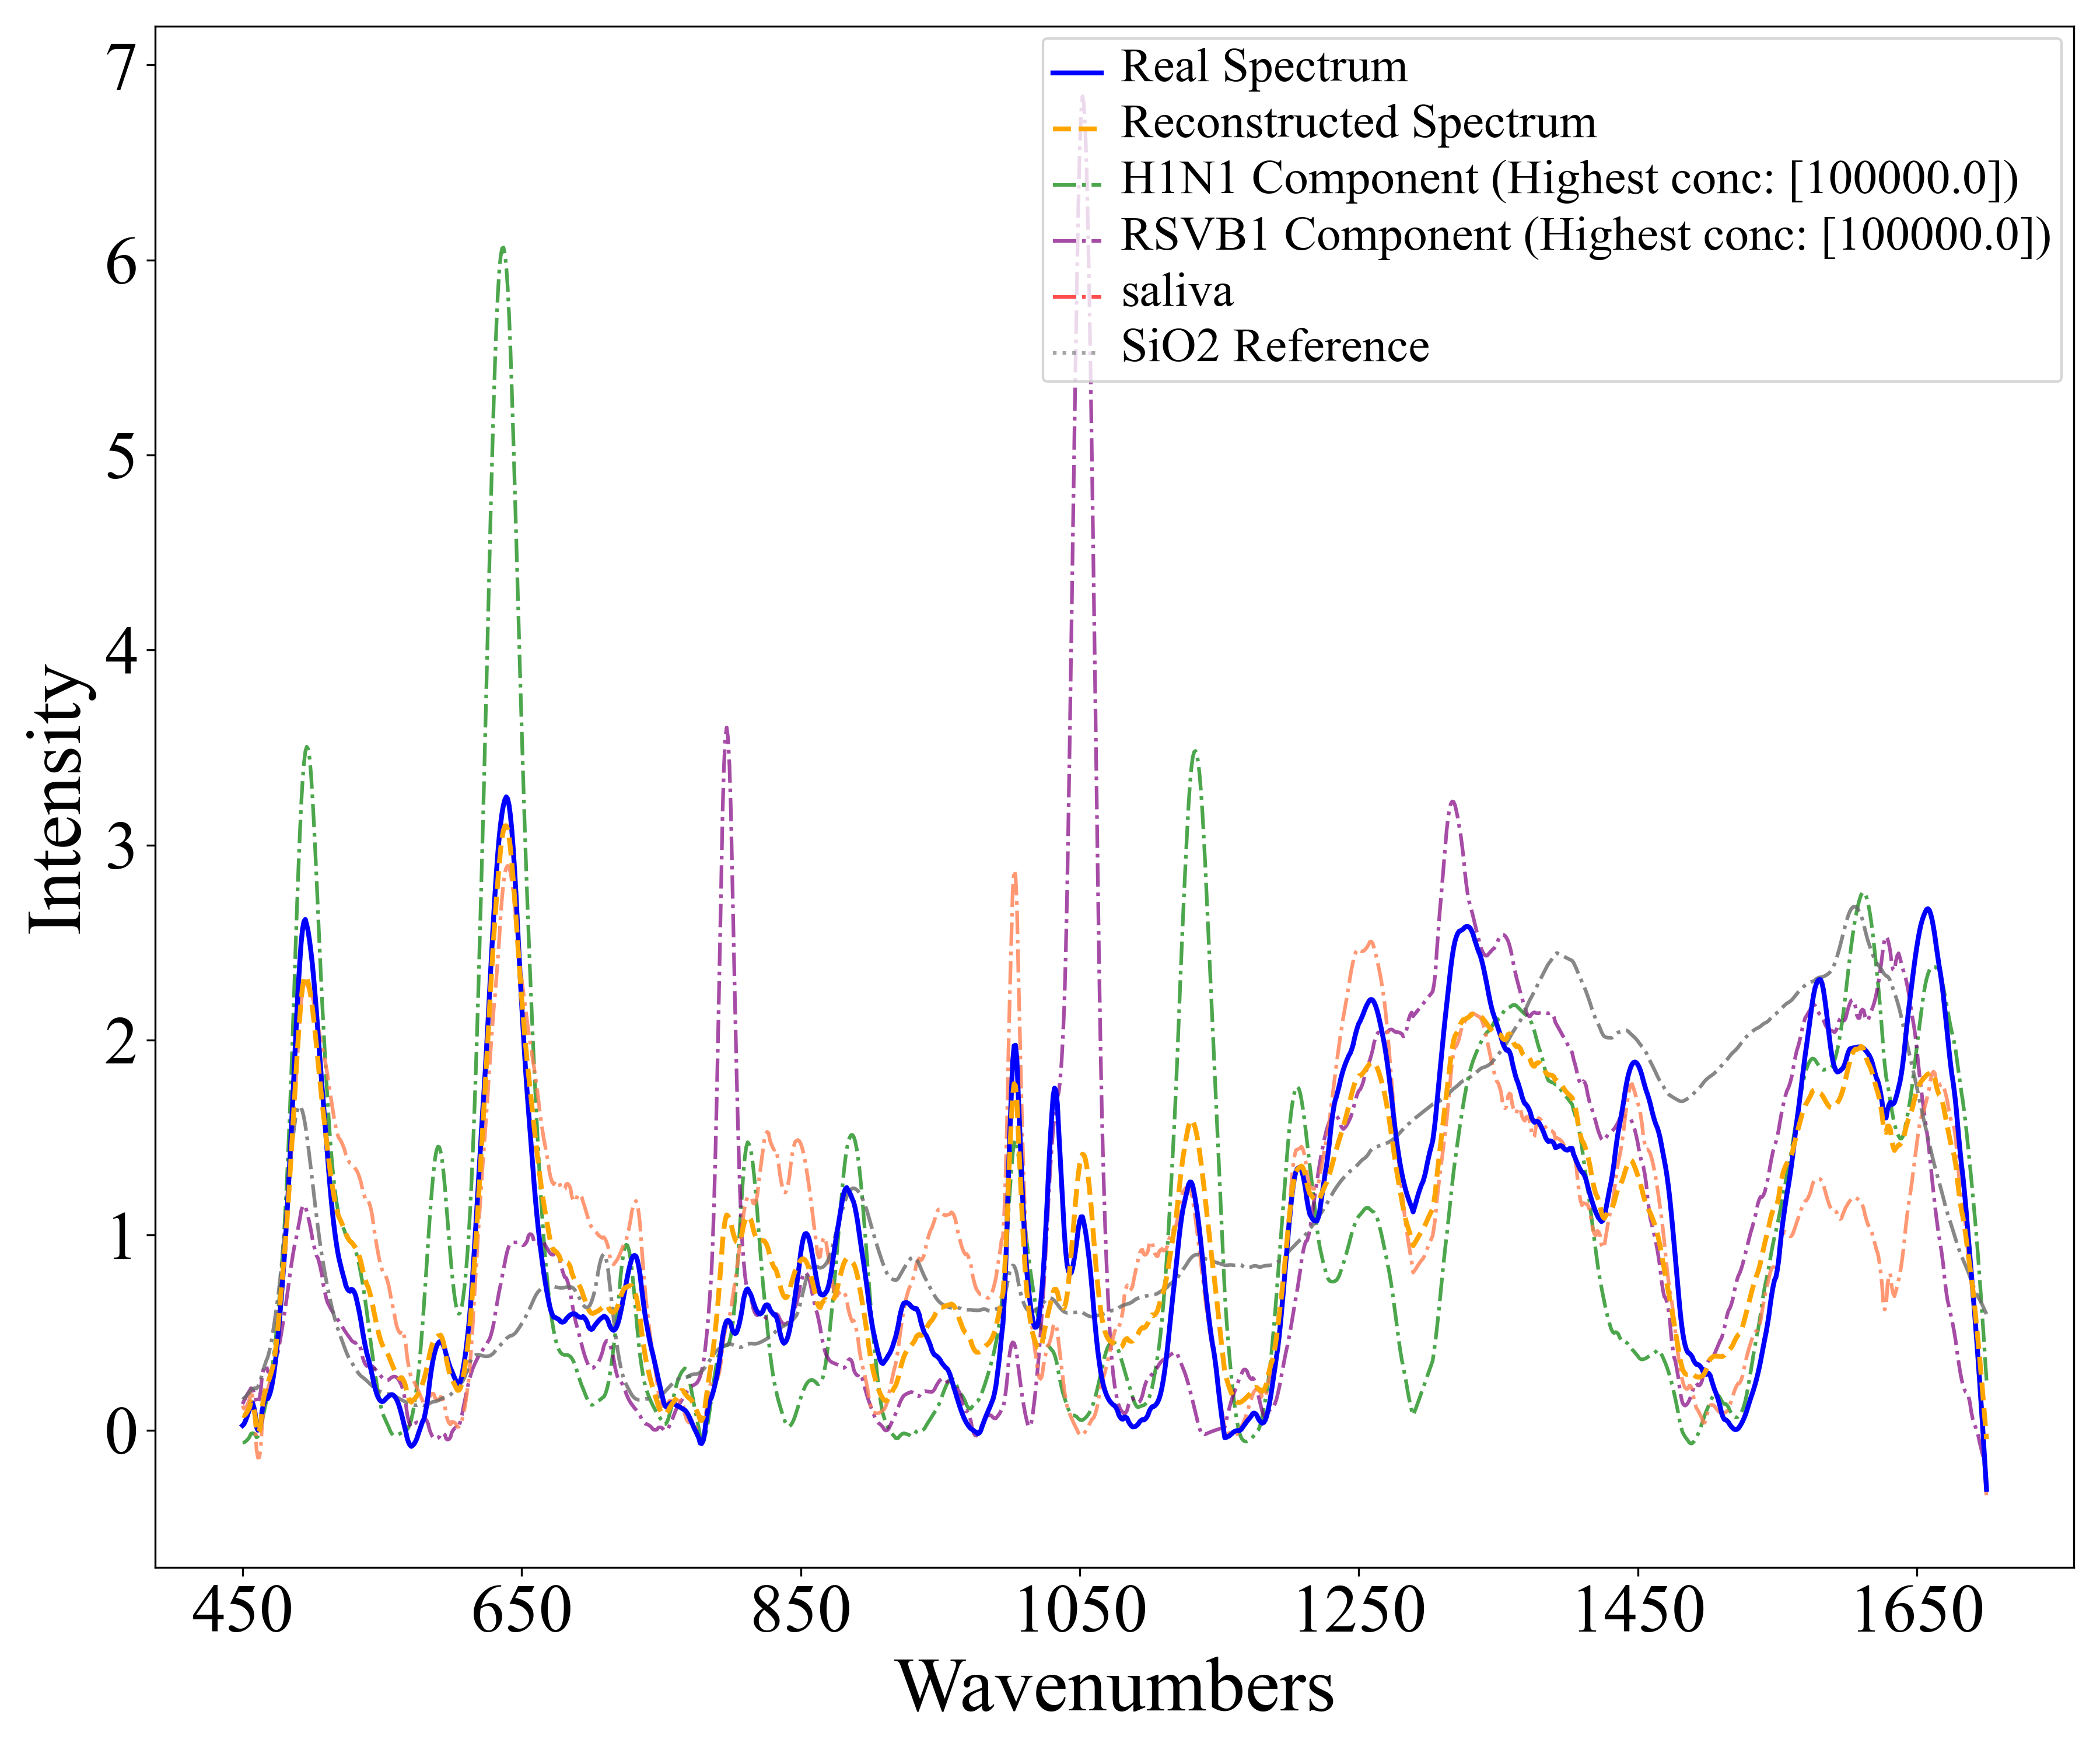 7
6
5
4
3
2
1
0
Intensity
Real Spectrum
Reconstructed Spectrum
H1N1 Component (Highest conc: [100000.0])
RSVB1 Component (Highest conc: [100000.0])
saliva
SiO2 Reference
450 650 850 1050 1250 1450 1650
Wavenumbers